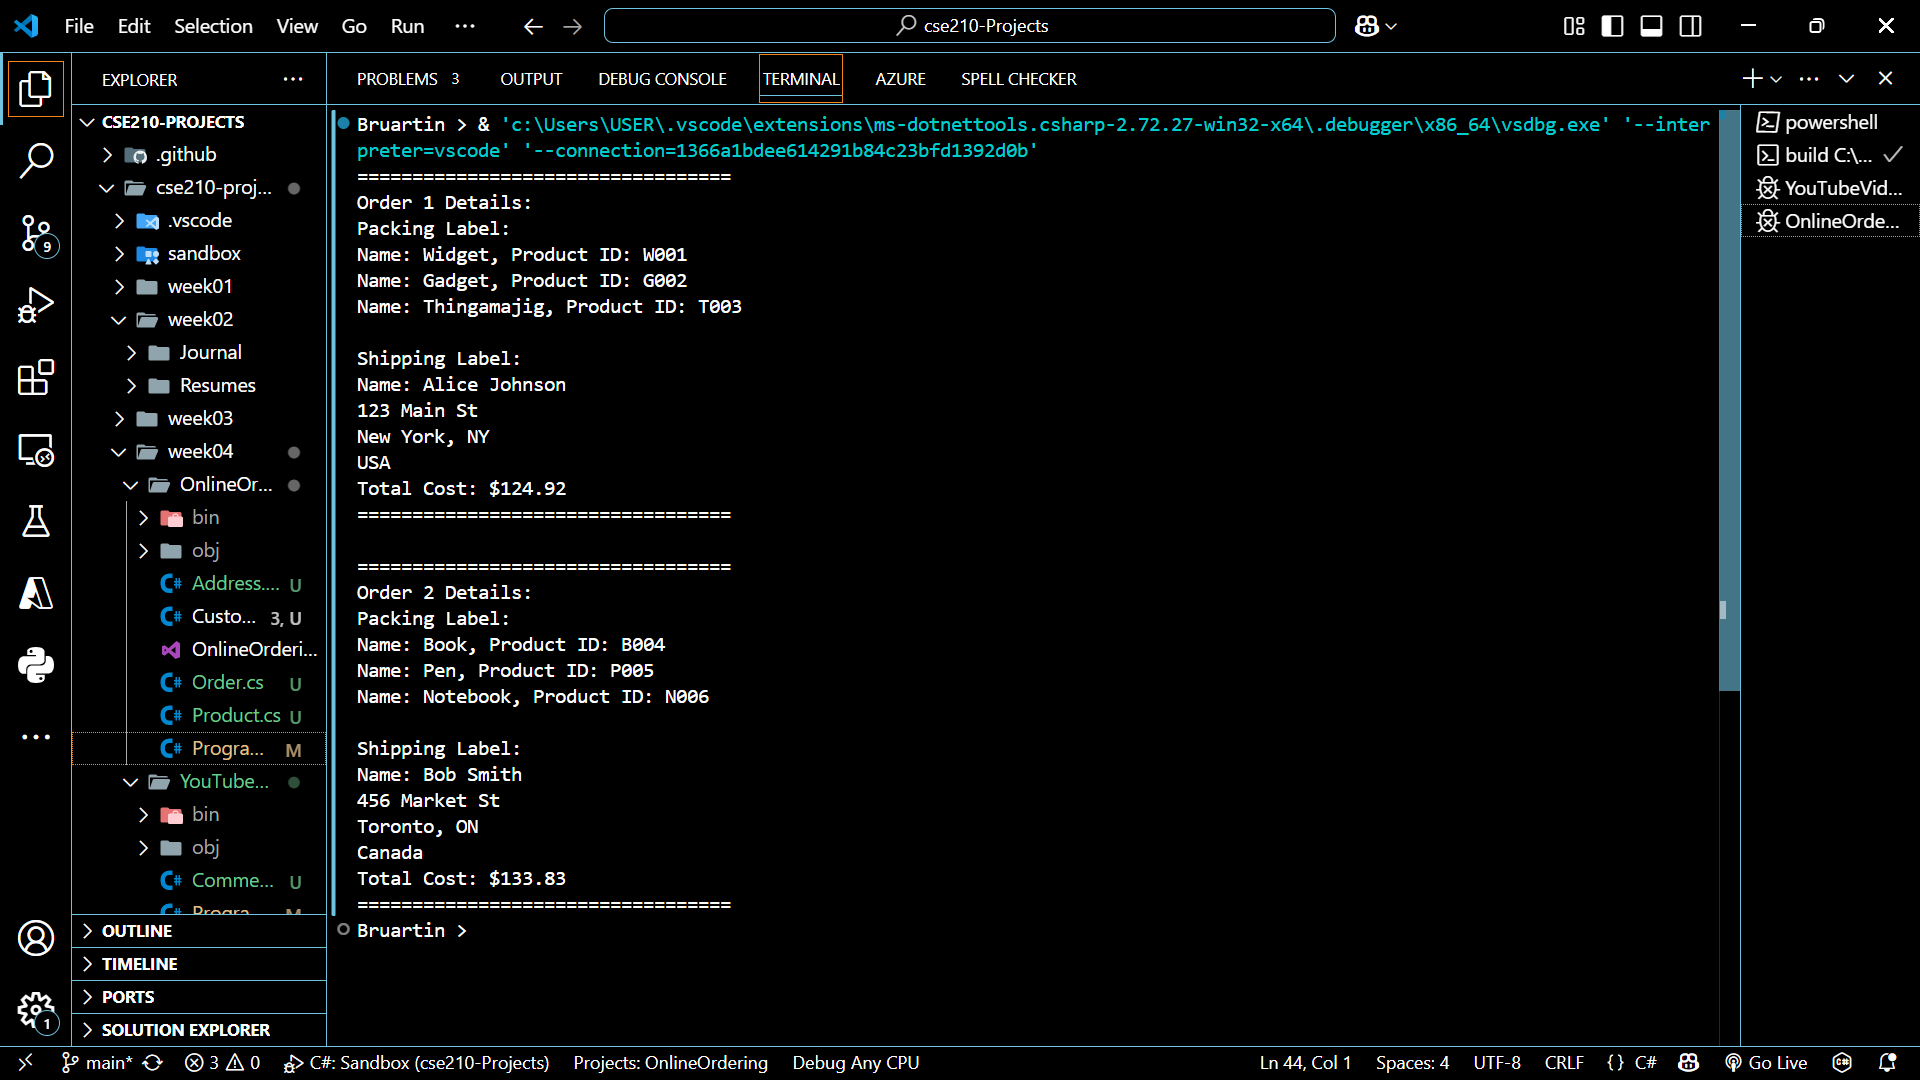 File Edit Selection View Go Run ···
cse210-Projects
EXPLORER ···
PROBLEMS 3 OUTPUT DEBUG CONSOLE TERMINAL AZURE SPELL CHECKER
CSE210-PROJECTS
.github
cse210-proj...
.vscode
sandbox
week01
week02
Journal
Resumes
week03
week04
OnlineOr...
bin
obj
Address.... U
Custo... 3, U
OnlineOrderi...
Order.cs U
Product.cs U
Progra... M
YouTube...
bin
obj
Comme... U
Progra... M
OUTLINE
TIMELINE
PORTS
SOLUTION EXPLORER
9
1
Bruartin > & 'c:\Users\USER\.vscode\extensions\ms-dotnettools.csharp-2.72.27-win32-x64\.debugger\x86_64\vsdbg.exe' '--inter
preter=vscode' '--connection=1366a1bdee614291b84c23bfd1392d0b'
==================================
Order 1 Details:
Packing Label:
Name: Widget, Product ID: W001
Name: Gadget, Product ID: G002
Name: Thingamajig, Product ID: T003
Shipping Label:
Name: Alice Johnson
123 Main St
New York, NY
USA
Total Cost: $124.92
==================================
==================================
Order 2 Details:
Packing Label:
Name: Book, Product ID: B004
Name: Pen, Product ID: P005
Name: Notebook, Product ID: N006
Shipping Label:
Name: Bob Smith
456 Market St
Toronto, ON
Canada
Total Cost: $133.83
==================================
Bruartin >
powershell
build C:\...
YouTubeVid...
OnlineOrde...
main* 3 0 C#: Sandbox (cse210-Projects) Projects: OnlineOrdering Debug Any CPU Ln 44, Col 1 Spaces: 4 UTF-8 CRLF {} C# Go Live